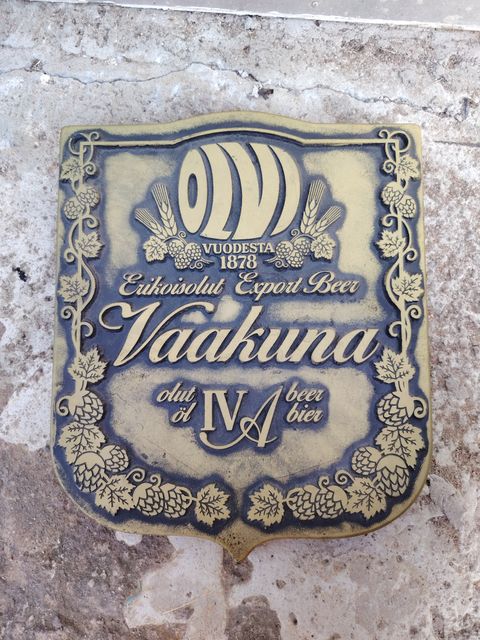 OLVI
VUODESTA
1878
Erikoisolut Export Beer
Vaakuna
olut IVA beer
öl bier